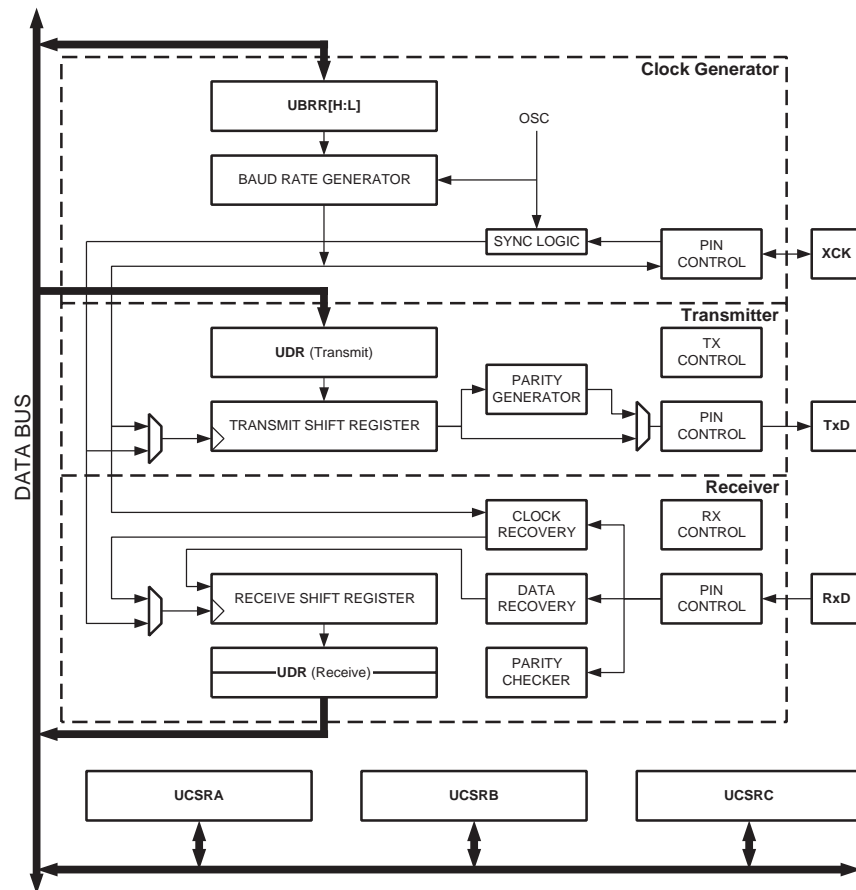 Clock Generator
UBRR[H:L]
OSC
BAUD RATE GENERATOR
SYNC LOGIC
PIN
CONTROL
XCK
Transmitter
UDR (Transmit)
TX
CONTROL
PARITY
GENERATOR
TRANSMIT SHIFT REGISTER
PIN
CONTROL
TxD
DATA BUS
Receiver
CLOCK
RECOVERY
RX
CONTROL
RECEIVE SHIFT REGISTER
DATA
RECOVERY
PIN
CONTROL
RxD
UDR (Receive)
PARITY
CHECKER
UCSRA
UCSRB
UCSRC